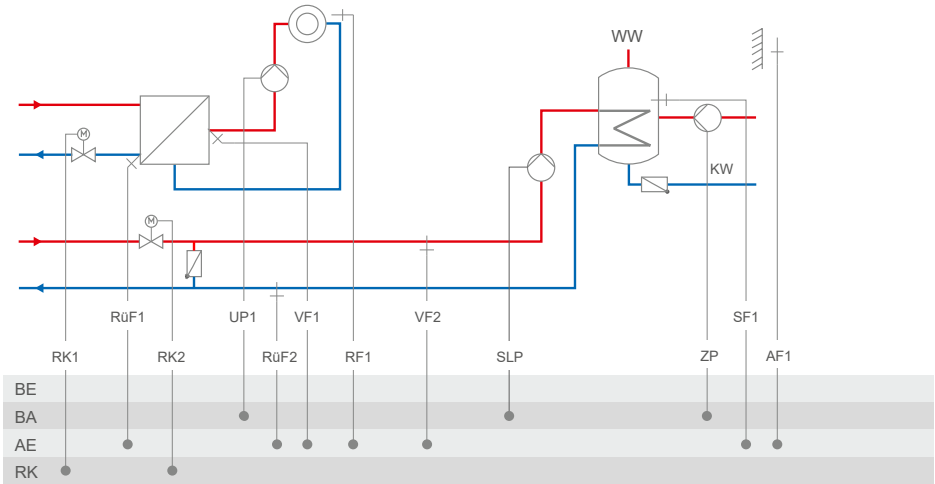 WW
M
KW
M
RüF1 UP1 VF1 VF2 SF1
RK1 RK2 RüF2 RF1 SLP ZP AF1
BE
BA
AE
RK